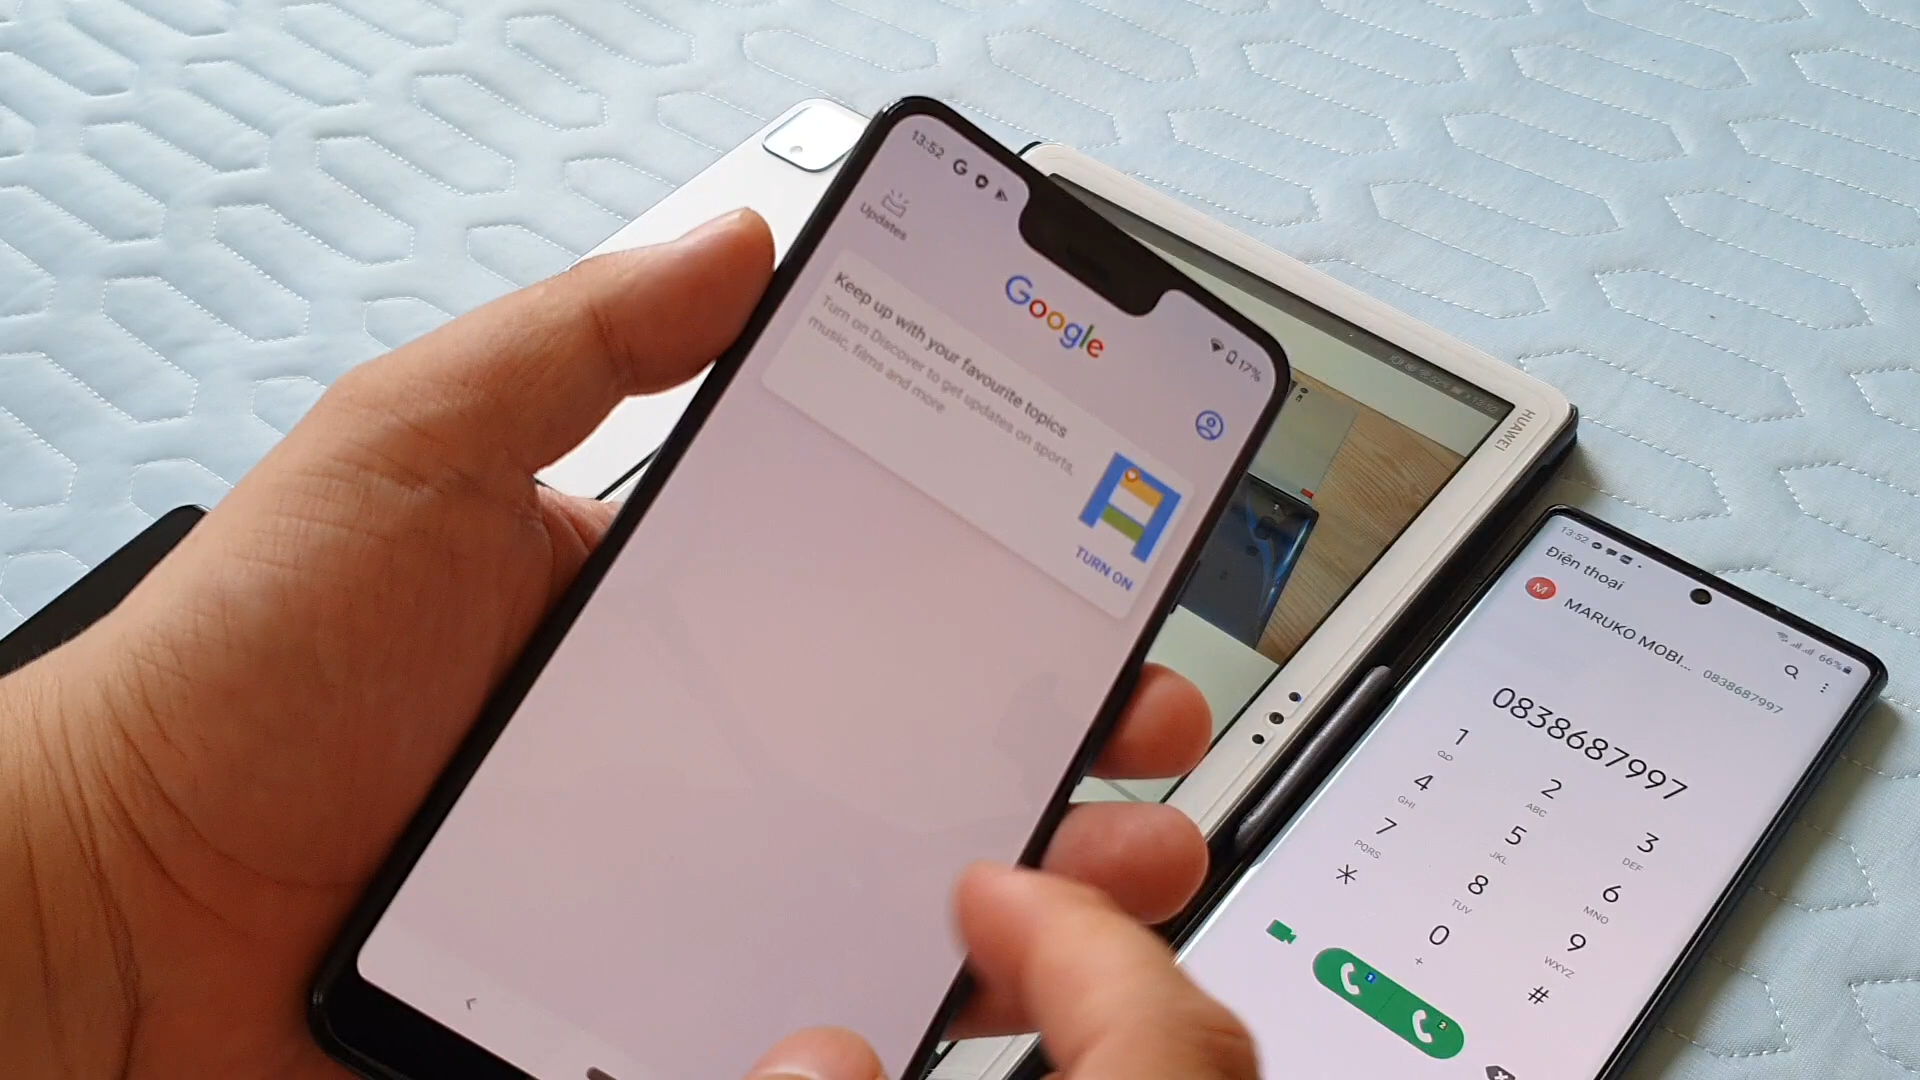 13:52
17%
Updates
Google
Keep up with your favourite topics
Turn on Discover to get updates on sports,
music, films and more
TURN ON
HUAWEI
13:52
66%
Điện thoại
M
MARUKO MOBI...
0838687997
0838687997
1
2
ABC
3
DEF
4
GHI
5
JKL
6
MNO
7
PQRS
8
TUV
9
WXYZ
*
0
+
#
1
2